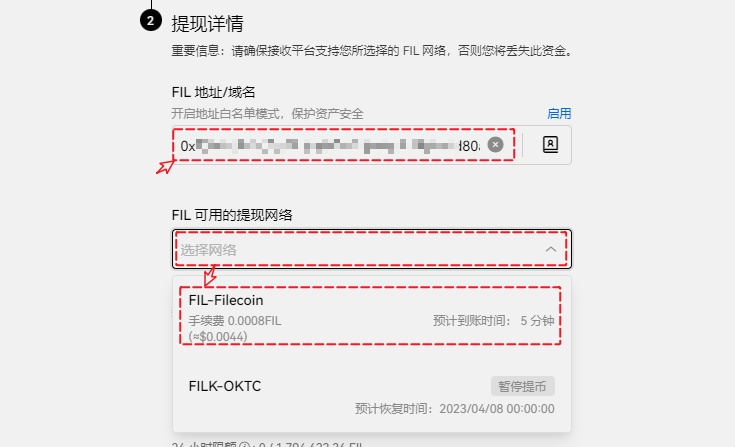 2
提现详情
重要信息：请确保接收平台支持您所选择的 FIL 网络，否则您将丢失此资金。
FIL 地址/域名
开启地址白名单模式，保护资产安全 启用
0x d80a
FIL 可用的提现网络
选择网络
FIL-Filecoin
手续费 0.0008FIL 预计到账时间： 5 分钟
(≈$0.0044)
FILK-OKTC 暂停提币
预计恢复时间：2023/04/08 00:00:00